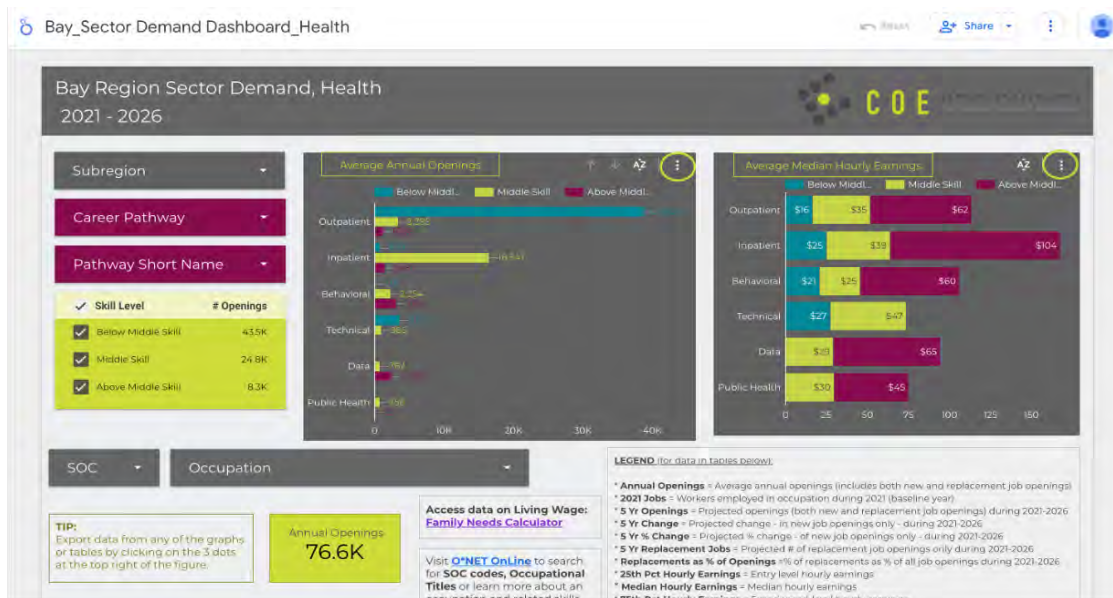 Bay_Sector Demand Dashboard_Health
Reset
Share
Bay Region Sector Demand, Health
2021 - 2026
COE
Subregion
Career Pathway
Pathway Short Name
Skill Level # Openings
Below Middle Skill 43.5K
Middle Skill 24.8K
Above Middle Skill 8.3K
Average Annual Openings
Below Middl... Middle Skill Above Middl...
Outpatient
Inpatient
Behavioral
Technical
Data
Public Health
0 10K 20K 30K 40K
Average Median Hourly Earnings
Below Middl... Middle Skill Above Middl...
Outpatient $16 $35 $62
Inpatient $25 $39 $104
Behavioral $21 $25 $60
Technical $27 $47
Data $29 $65
Public Health $30 $45
0 25 50 75 100 125 150
SOC
Occupation
TIP:
Export data from any of the graphs
or tables by clicking on the 3 dots
at the top right of the figure.
Annual Openings
76.6K
Access data on Living Wage:
Family Needs Calculator
Visit O*NET OnLine to search
for SOC codes, Occupational
Titles or learn more about an
occupation and related skills
LEGEND (for data in tables below):
* Annual Openings = Average annual openings (includes both new and replacement job openings)
* 2021 Jobs = Workers employed in occupation during 2021 (baseline year)
* 5 Yr Openings = Projected openings (both new and replacement job openings) during 2021-2026
* 5 Yr Change = Projected change - in new job openings only - during 2021-2026
* 5 Yr % Change = Projected % change - of new job openings only - during 2021-2026
* 5 Yr Replacement Jobs = Projected # of replacement job openings only during 2021-2026
* Replacements as % of Openings =% of replacements as % of all job openings during 2021-2026
* 25th Pct Hourly Earnings = Entry level hourly earnings
* Median Hourly Earnings = Median hourly earnings